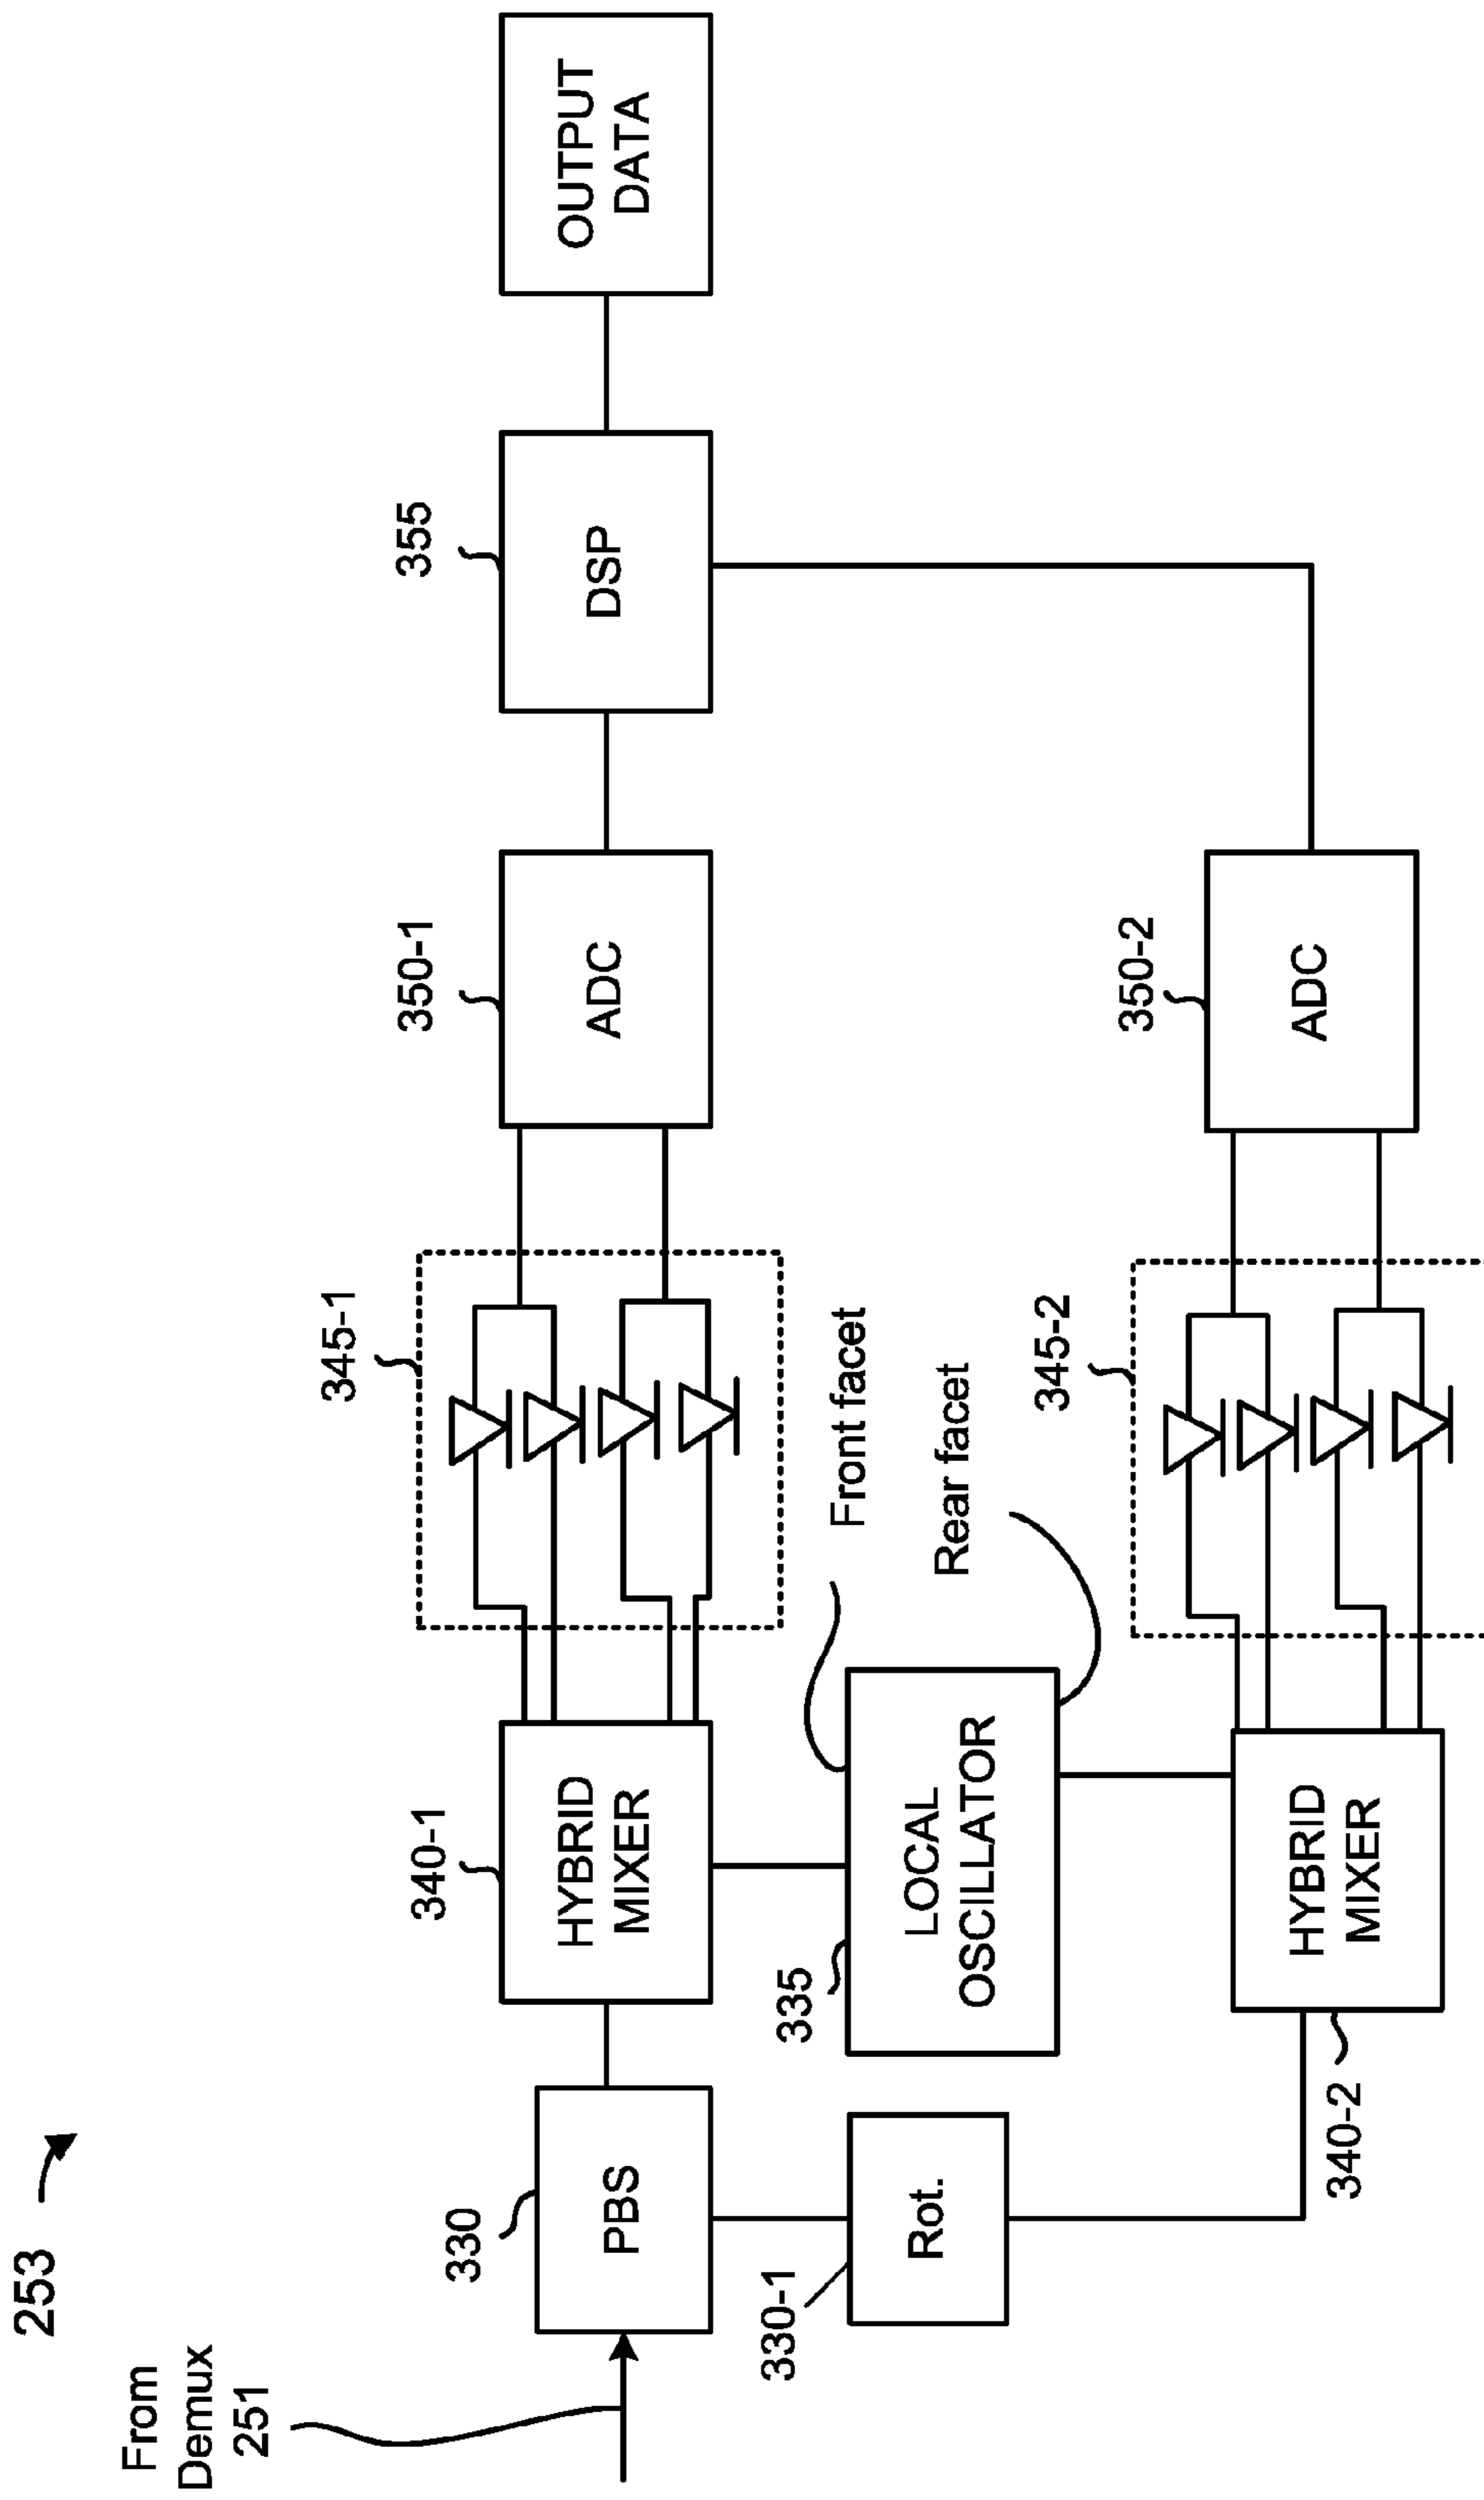 253
From
Demux
251
330
PBS
330-1
Rot.
340-1
HYBRID
MIXER
335
LOCAL
OSCILLATOR
Front facet
Rear facet
345-1
350-1
ADC
355
DSP
OUTPUT
DATA
340-2
HYBRID
MIXER
345-2
350-2
ADC